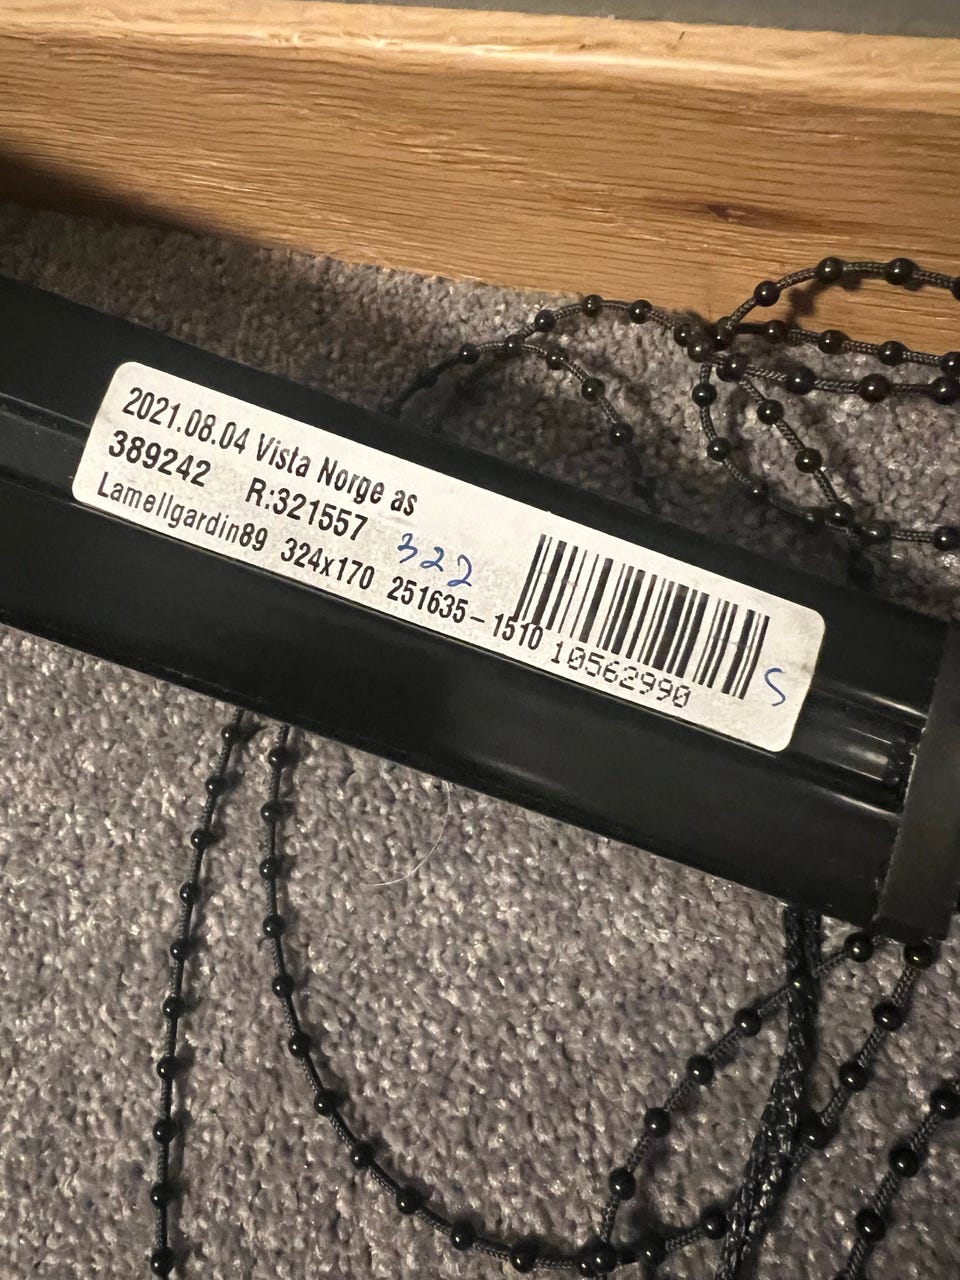 2021.08.04 Vista Norge as
389242 R:321557
322
Lamellgardin89 324x170 251635-1510
10562990
S